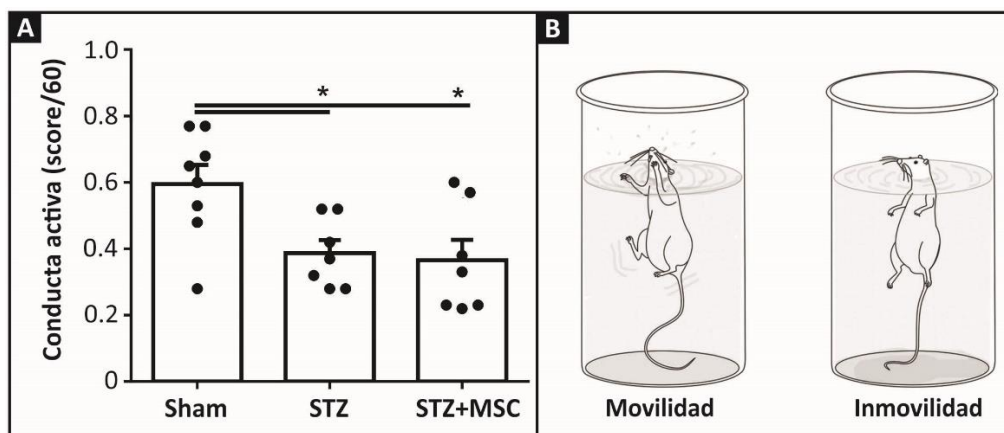 A
Conducta activa (score/60)
1.0
0.8
0.6
0.4
0.2
0
*
*
Sham
STZ
STZ+MSC
B
Movilidad
Inmovilidad